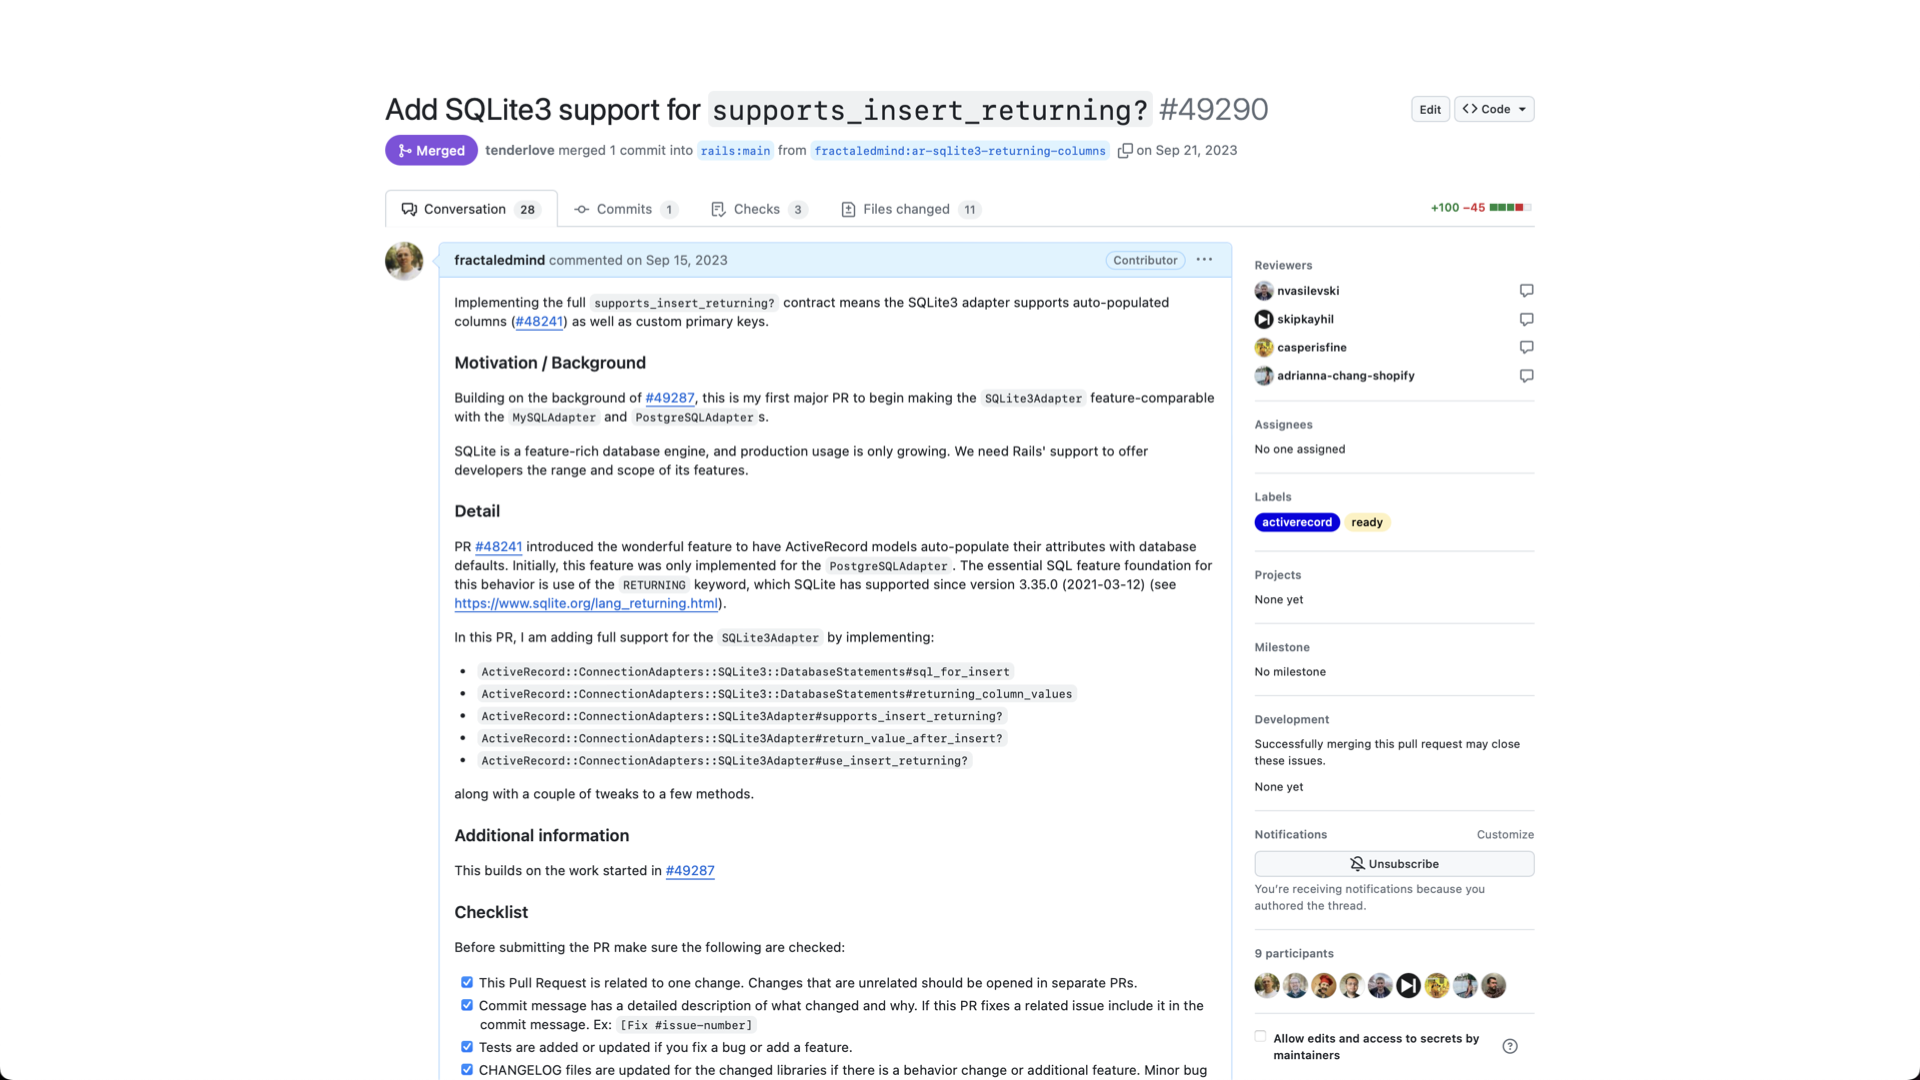 Add SQLite3 support for supports_insert_returning? #49290
Edit
Code
Merged
tenderlove merged 1 commit into rails:main from fractaledmind:ar-sqlite3-returning-columns on Sep 21, 2023
Conversation 28
Commits 1
Checks 3
Files changed 11
+100 −45
fractaledmind commented on Sep 15, 2023
Contributor
Implementing the full supports_insert_returning? contract means the SQLite3 adapter supports auto-populated
columns (#48241) as well as custom primary keys.
Motivation / Background
Building on the background of #49287, this is my first major PR to begin making the SQLite3Adapter feature-comparable
with the MySQLAdapter and PostgreSQLAdapter s.
SQLite is a feature-rich database engine, and production usage is only growing. We need Rails' support to offer
developers the range and scope of its features.
Detail
PR #48241 introduced the wonderful feature to have ActiveRecord models auto-populate their attributes with database
defaults. Initially, this feature was only implemented for the PostgreSQLAdapter . The essential SQL feature foundation for
this behavior is use of the RETURNING keyword, which SQLite has supported since version 3.35.0 (2021-03-12) (see
https://www.sqlite.org/lang_returning.html).
In this PR, I am adding full support for the SQLite3Adapter by implementing:
• ActiveRecord::ConnectionAdapters::SQLite3::DatabaseStatements#sql_for_insert
• ActiveRecord::ConnectionAdapters::SQLite3::DatabaseStatements#returning_column_values
• ActiveRecord::ConnectionAdapters::SQLite3Adapter#supports_insert_returning?
• ActiveRecord::ConnectionAdapters::SQLite3Adapter#return_value_after_insert?
• ActiveRecord::ConnectionAdapters::SQLite3Adapter#use_insert_returning?
along with a couple of tweaks to a few methods.
Additional information
This builds on the work started in #49287
Checklist
Before submitting the PR make sure the following are checked:
This Pull Request is related to one change. Changes that are unrelated should be opened in separate PRs.
Commit message has a detailed description of what changed and why. If this PR fixes a related issue include it in the
commit message. Ex: [Fix #issue-number]
Tests are added or updated if you fix a bug or add a feature.
CHANGELOG files are updated for the changed libraries if there is a behavior change or additional feature. Minor bug
Reviewers
nvasilevski
skipkayhil
casperisfine
adrianna-chang-shopify
Assignees
No one assigned
Labels
activerecord
ready
Projects
None yet
Milestone
No milestone
Development
Successfully merging this pull request may close
these issues.
None yet
Notifications
Customize
Unsubscribe
You're receiving notifications because you
authored the thread.
9 participants
Allow edits and access to secrets by
maintainers